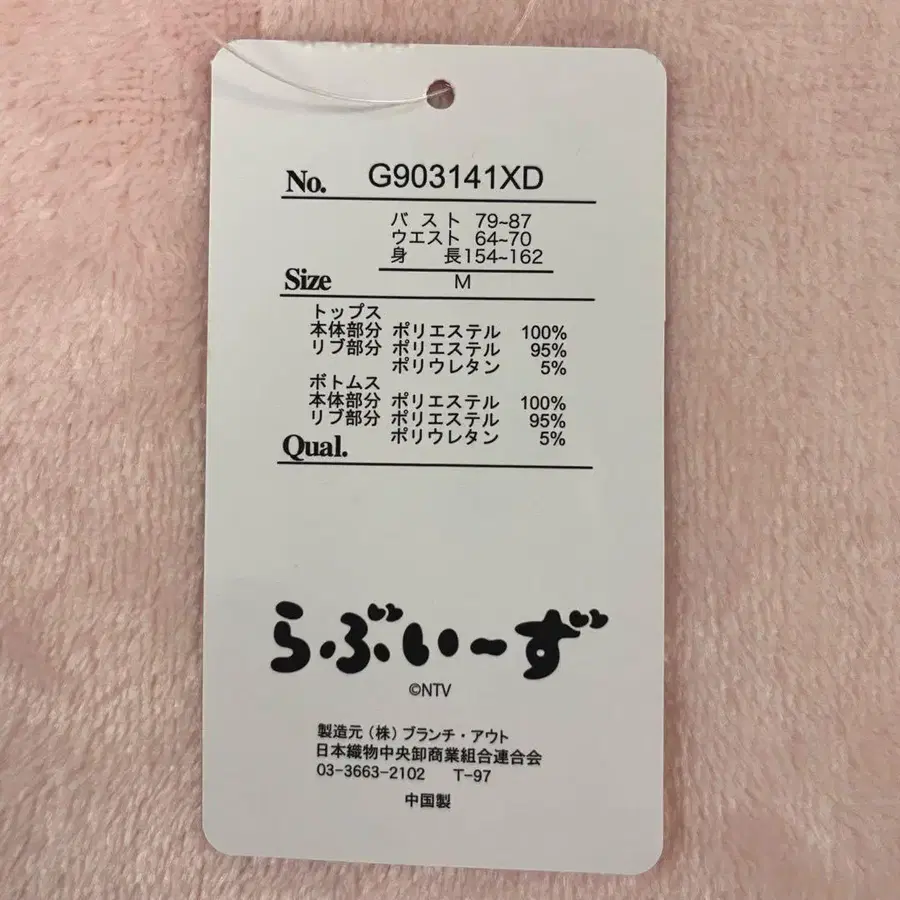 No. G903141XD
バスト 79~87
ウエスト 64~70
身 長154~162
Size M
トップス
本体部分 ポリエステル 100%
リブ部分 ポリエステル 95%
ポリウレタン 5%
ボトムス
本体部分 ポリエステル 100%
リブ部分 ポリエステル 95%
ポリウレタン 5%
Qual.
らぶいーず
©NTV
製造元(株)ブランチ・アウト
日本織物中央卸商業組合連合会
03-3663-2102 T-97
中国製